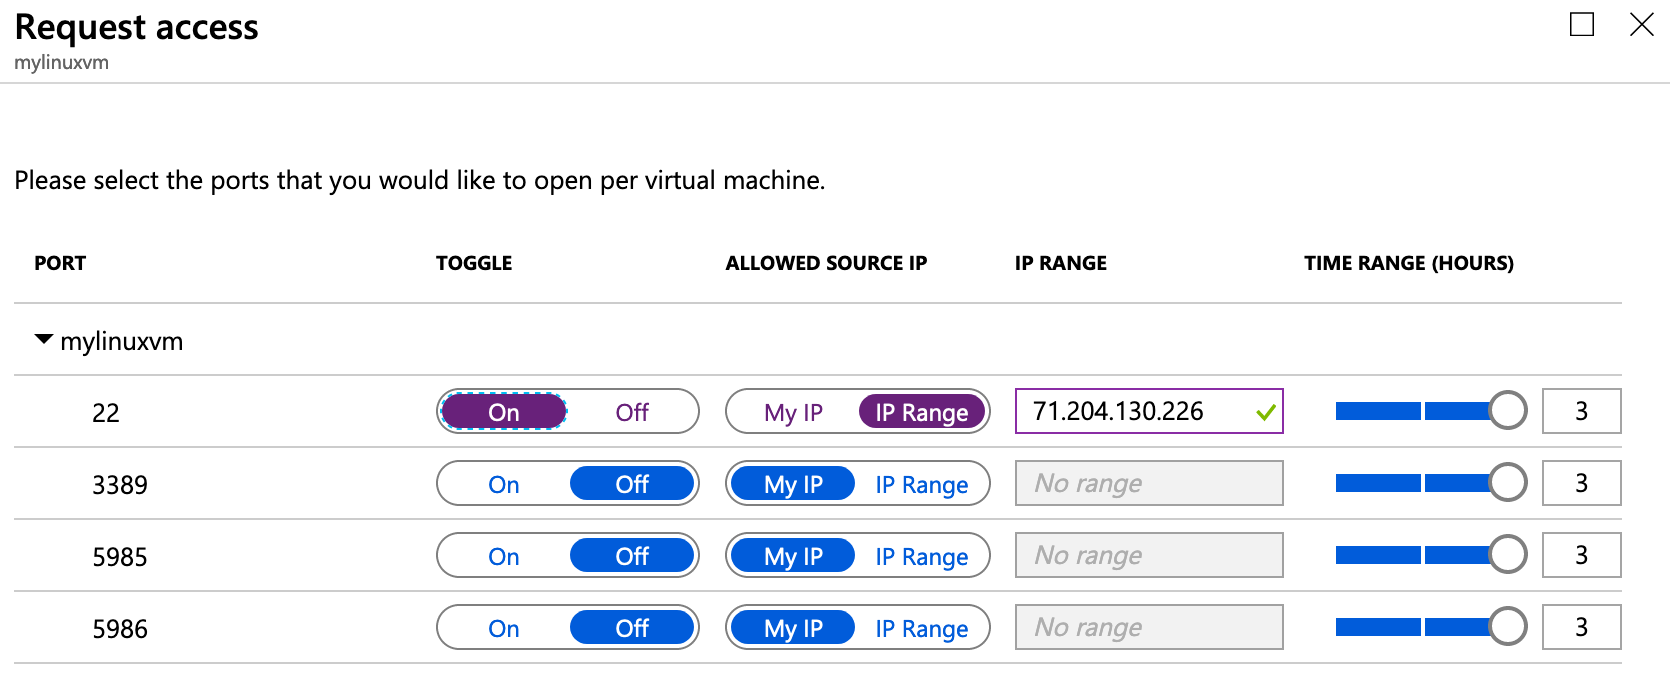 Request access
mylinuxvm
Please select the ports that you would like to open per virtual machine.
PORT TOGGLE ALLOWED SOURCE IP IP RANGE TIME RANGE (HOURS)
mylinuxvm
22 On Off My IP IP Range 71.204.130.226 3
3389 On Off My IP IP Range No range 3
5985 On Off My IP IP Range No range 3
5986 On Off My IP IP Range No range 3